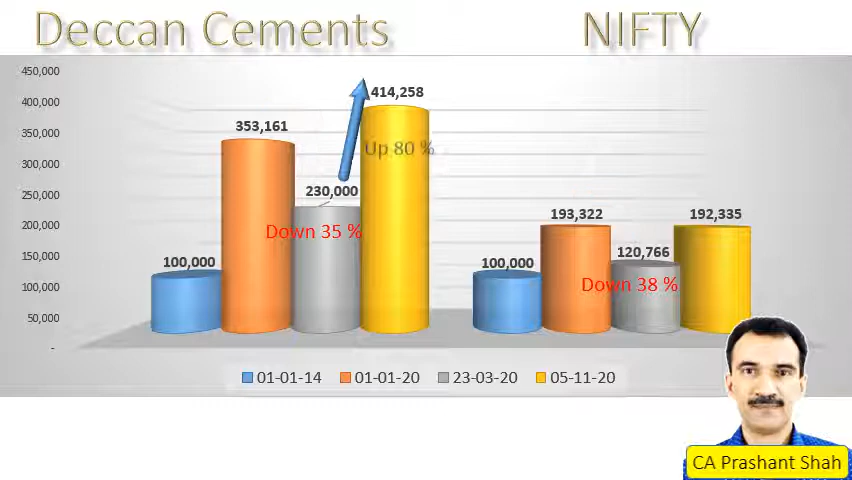 Deccan Cements
NIFTY
450,000
400,000
350,000
300,000
250,000
200,000
150,000
100,000
50,000
-
100,000
353,161
230,000
414,258
Down 35 %
Up 80 %
100,000
193,322
120,766
192,335
Down 38 %
01-01-14 01-01-20 23-03-20 05-11-20
CA Prashant Shah